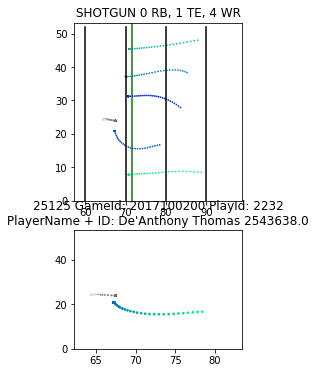 SHOTGUN 0 RB, 1 TE, 4 WR
50
40
30
20
10
0
60 70 80 90
25125 GameId: 2017100200 PlayId: 2232
PlayerName + ID: De'Anthony Thomas 2543638.0
40
20
0
65 70 75 80